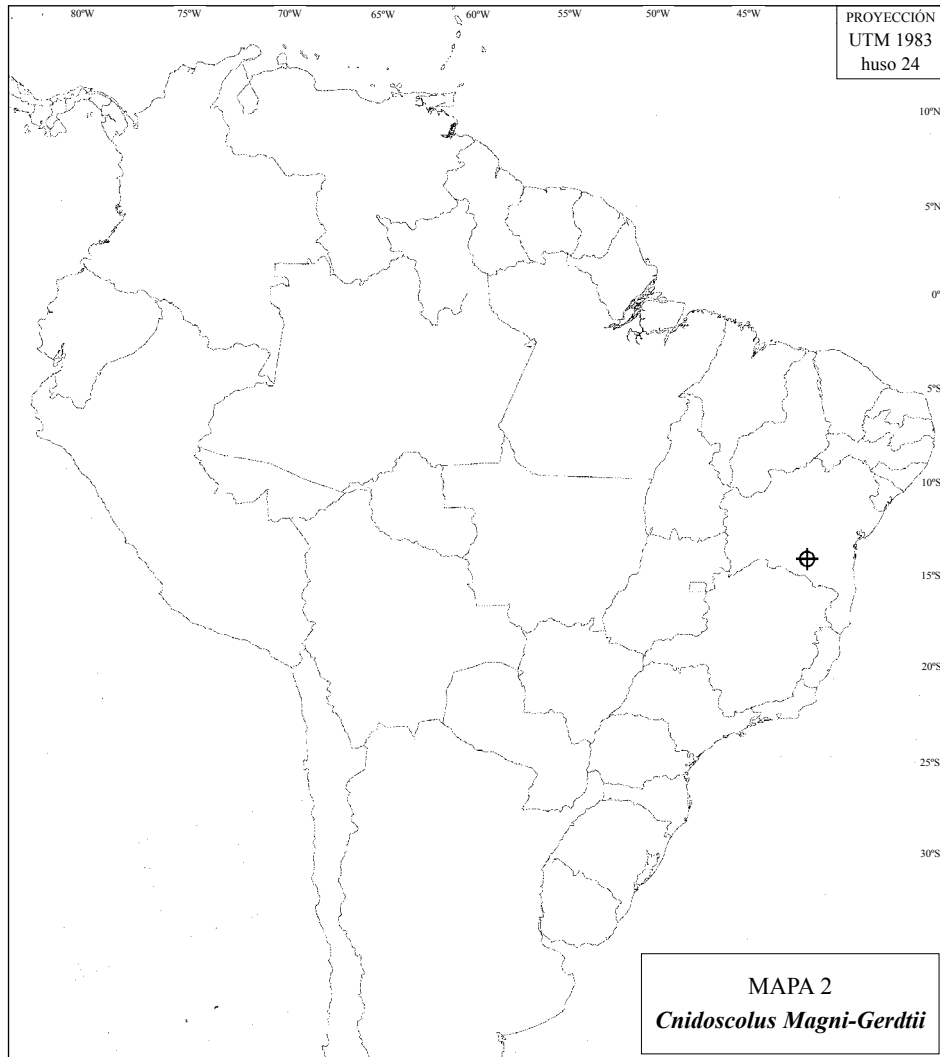 80ºW 75ºW 70ºW 65ºW 60ºW 55ºW 50ºW 45ºW
PROYECCIÓN
UTM 1983
huso 24
10ºN
5ºN
0º
5ºS
10ºS
15ºS
20ºS
25ºS
30ºS
MAPA 2
Cnidoscolus Magni-Gerdtii